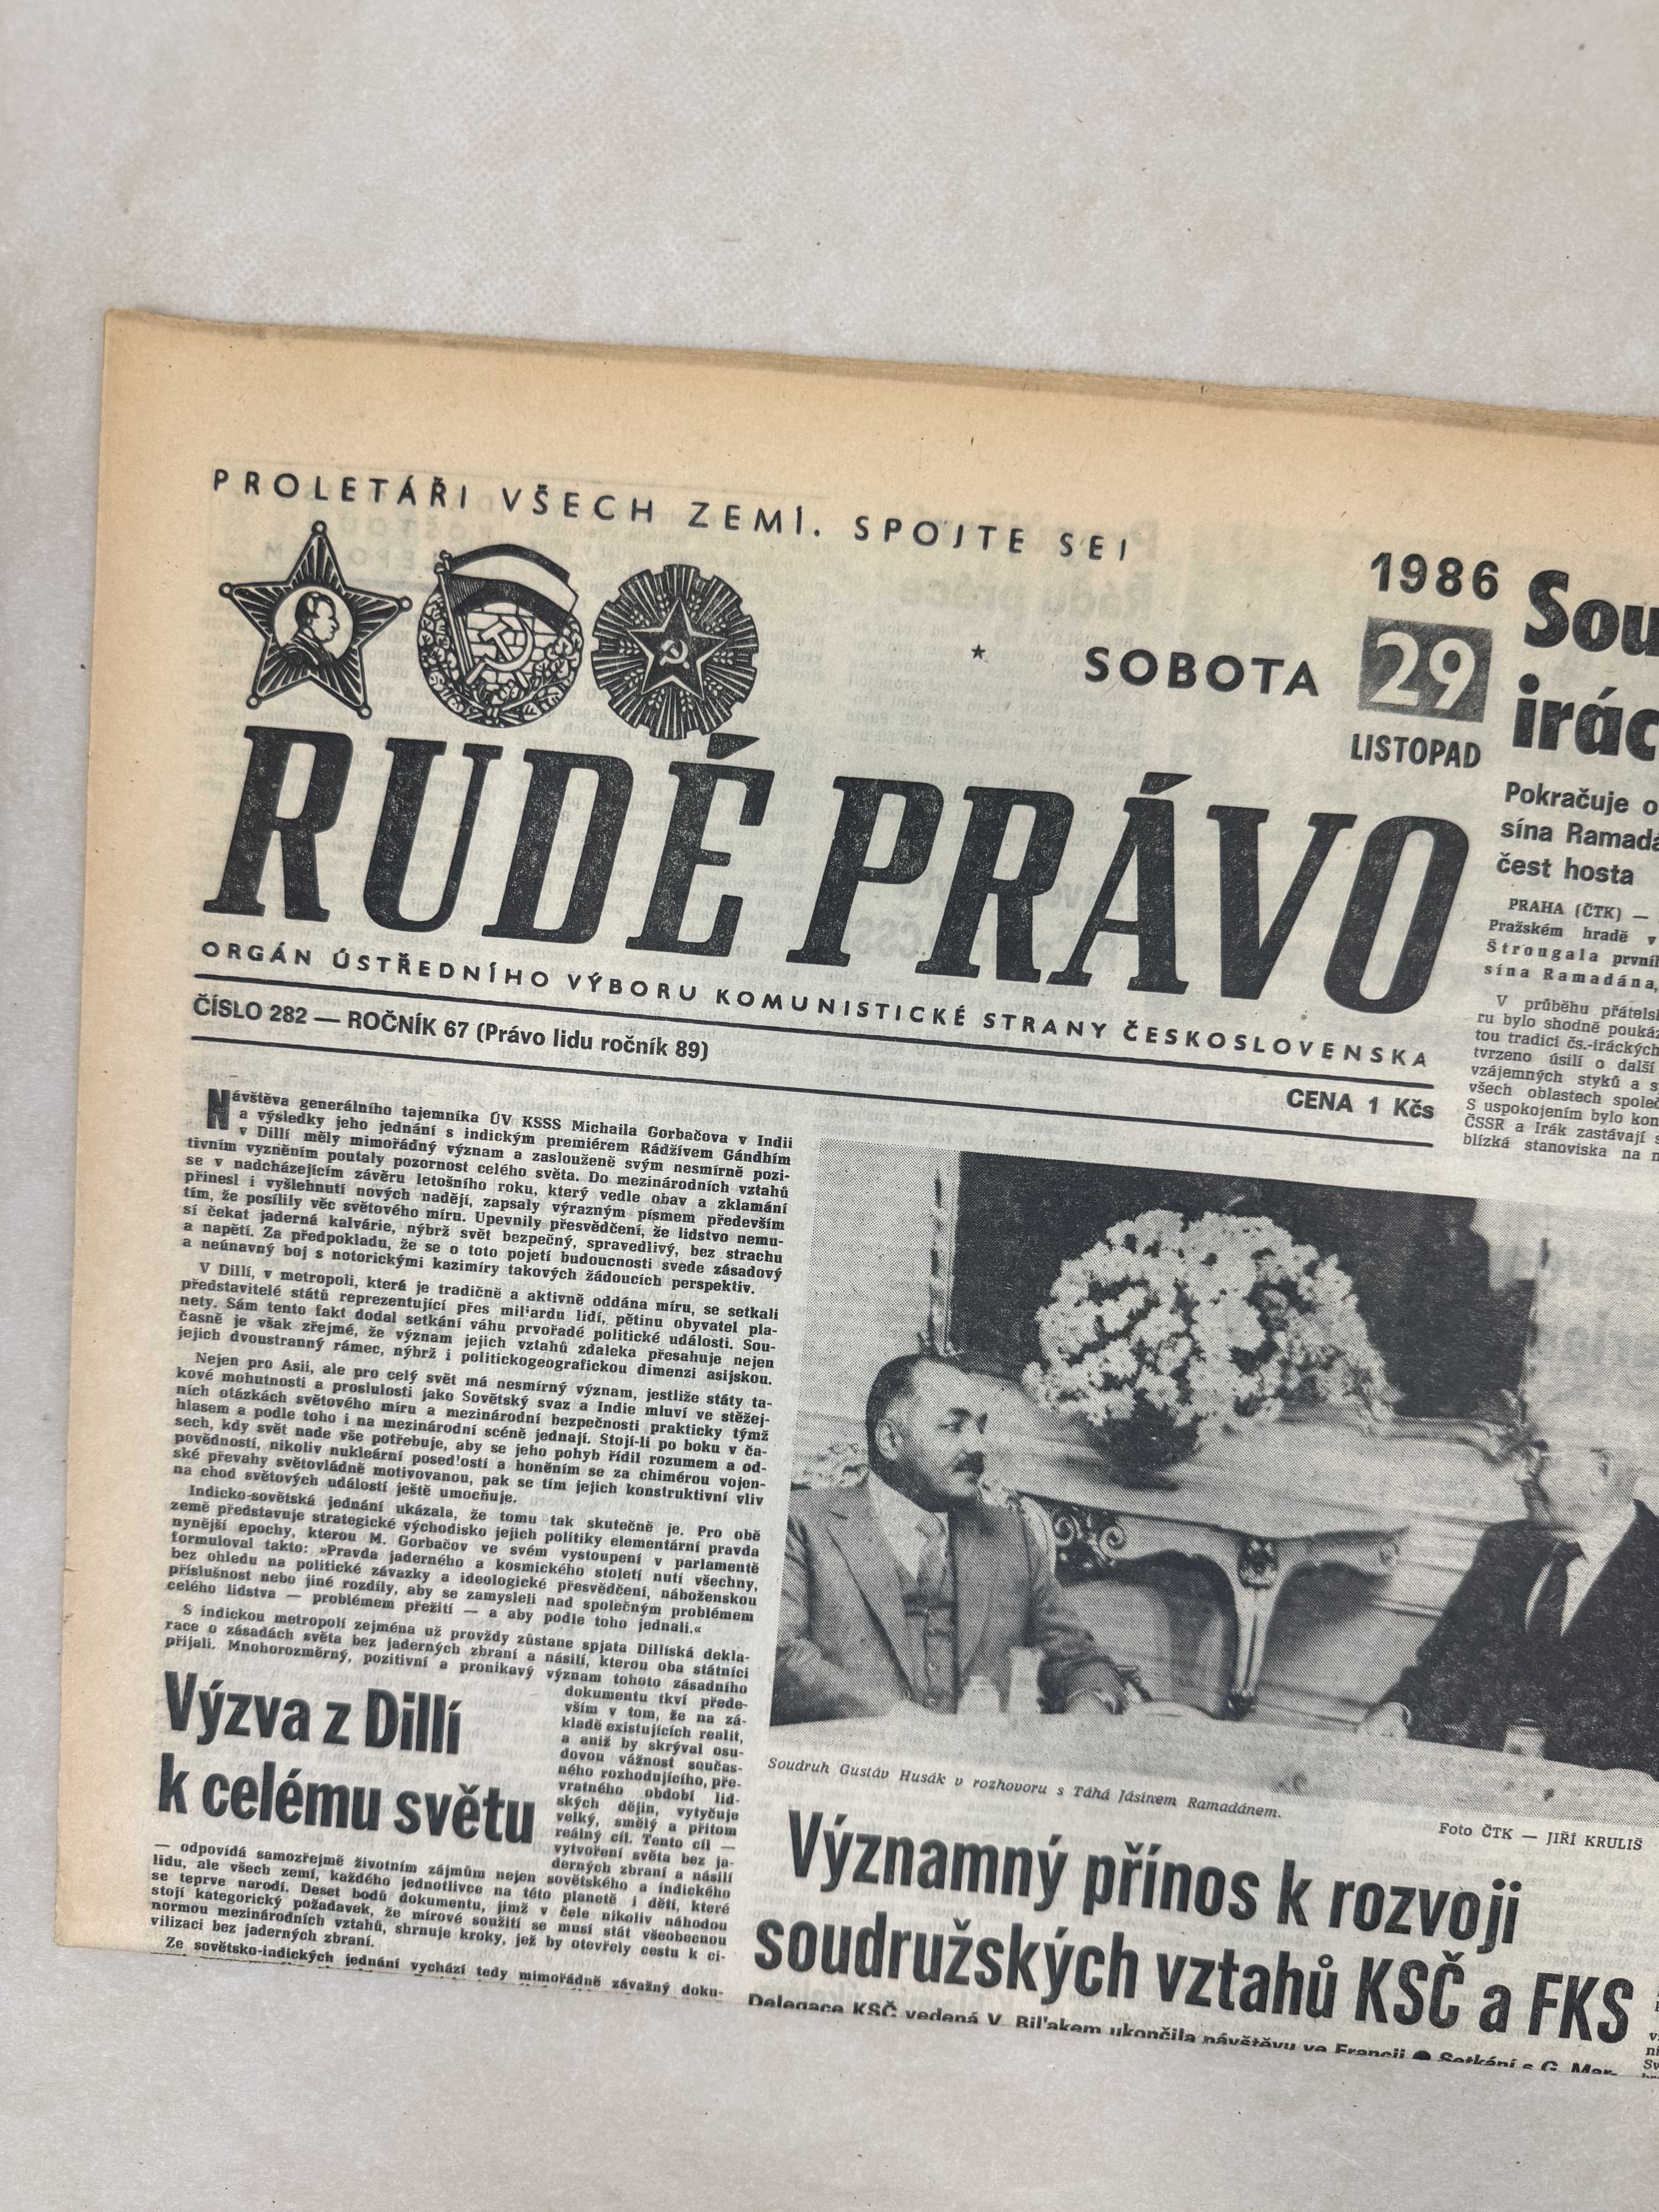 PROLETÁŘI VŠECH ZEMÍ, SPOJTE SE!
1986
SOBOTA
29
LISTOPAD
RUDÉ PRÁVO
ORGÁN ÚSTŘEDNÍHO VÝBORU KOMUNISTICKÉ STRANY ČESKOSLOVENSKA
ČÍSLO 282 — ROČNÍK 67 (Právo lidu ročník 89)
CENA 1 Kčs
Návštěva generálního tajemníka ÚV KSSS Michaila Gorbačova v Indii
a výsledky jeho jednání s indickým premiérem Rádžívem Gándhím
v Dillí měly mimořádný význam a zaslouženě svým nesmírně pozi-
tivním vyzněním poutaly pozornost celého světa. Do mezinárodních vztahů
se v nadcházejícím závěru letošního roku, který vedle obav a zklamání
přinesl i vyšlehnutí nových nadějí, zapsaly výrazným písmem především
tím, že posílily věc světového míru. Upevnily přesvědčení, že lidstvo nemu-
sí čekat jaderná kalvárie, nýbrž svět bezpečný, spravedlivý, bez strachu
a napětí. Za předpokladu, že se o toto pojetí budoucnosti svede zásadový
a neúnavný boj s notorickými kazimíry takových žádoucích perspektiv.
V Dillí, v metropoli, která je tradičně a aktivně oddána míru, se setkali
představitelé států reprezentující přes miliardu lidí, pětinu obyvatel pla-
nety. Sám tento fakt dodal setkání váhu prvořadé politické události. Sou-
časně je však zřejmé, že význam jejich vztahů zdaleka přesahuje nejen
jejich dvoustranný rámec, nýbrž i politickogeografickou dimenzi asijskou.
Nejen pro Asii, ale pro celý svět má nesmírný význam, jestliže státy ta-
kové mohutnosti a proslulosti jako Sovětský svaz a Indie mluví ve stěžej-
ních otázkách světového míru a mezinárodní bezpečnosti prakticky týmž
hlasem a podle toho i na mezinárodní scéně jednají. Stojí-li po boku v ča-
sech, kdy svět nade vše potřebuje, aby se jeho pohyb řídil rozumem a od-
povědností, nikoliv nukleární posedlostí a honěním se za chimérou vojen-
ské převahy světovládně motivovanou, pak se tím jejich konstruktivní vliv
na chod světových událostí ještě umocňuje.
Indicko-sovětská jednání ukázala, že tomu tak skutečně je. Pro obě
země představuje strategické východisko jejich politiky elementární pravda
nynější epochy, kterou M. Gorbačov ve svém vystoupení v parlamentě
formuloval takto: »Pravda jaderného a kosmického století nutí všechny,
bez ohledu na politické závazky a ideologické přesvědčení, náboženskou
příslušnost nebo jiné rozdíly, aby se zamysleli nad společným problémem
celého lidstva — problémem přežití — a aby podle toho jednali.«
S indickou metropolí zejména už provždy zůstane spjata Dillíská dekla-
race o zásadách světa bez jaderných zbraní a násilí, kterou oba státníci
přijali. Mnohorozměrný, pozitivní a pronikavý význam tohoto zásadního
dokumentu tkví přede-
vším v tom, že na zá-
kladě existujících realit,
a aniž by skrýval osu-
dovou vážnost součas-
ného rozhodujícího, pře-
vratného období lid-
ských dějin, vytyčuje
velký, smělý a přitom
reálný cíl. Tento cíl —
vytvoření světa bez ja-
derných zbraní a násilí
Výzva z Dillí
k celému světu
— odpovídá samozřejmě životním zájmům nejen sovětského a indického
lidu, ale všech zemí, každého jednotlivce na této planetě i dětí, které
se teprve narodí. Deset bodů dokumentu, jimž v čele nikoliv náhodou
stojí kategorický požadavek, že mírové soužití se musí stát všeobecnou
normou mezinárodních vztahů, shrnuje kroky, jež by otevřely cestu k ci-
vilizaci bez jaderných zbraní.
Ze sovětsko-indických jednání vychází tedy mimořádně závažný doku-
Soudruh Gustáv Husák v rozhovoru s Táhá Jásínem Ramadánem.
Foto ČTK — JIŘÍ KRULIŠ
Významný přínos k rozvoji
soudružských vztahů KSČ a FKS
Delegace KSČ vedená V. Biľakem ukončila návštěvu ve Francii ● Setkání s G. Mar-
Sou
irác
Pokračuje o
sína Ramadá
čest hosta
PRAHA (ČTK) —
Pražském hradě v
Štrougala první
sína Ramadána,
V průběhu přátelsk
ru bylo shodně poukáz
tou tradici čs.-iráckých
tvrzeno úsilí o další
vzájemných styků a s
všech oblastech společ
S uspokojením bylo kon
ČSSR a Irák zastávají s
blízká stanoviska na m